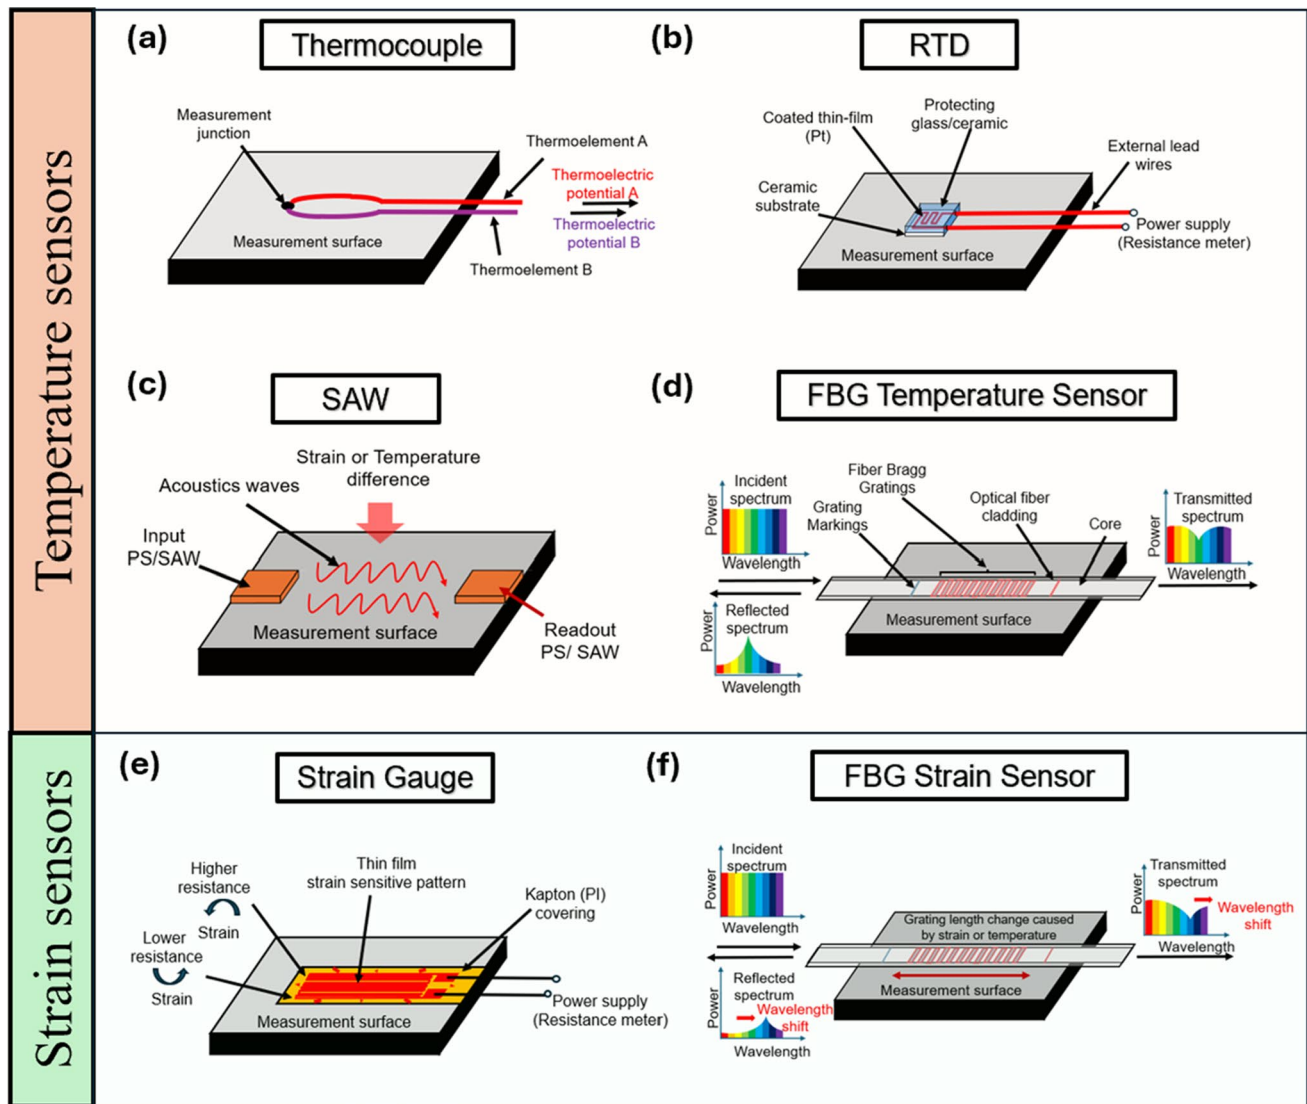 Temperature sensors
(a)
Thermocouple
Measurement
junction
Thermoelement A
Thermoelectric
potential A
Thermoelectric
potential B
Measurement surface
Thermoelement B
(b)
RTD
Coated thin-film
(Pt)
Protecting
glass/ceramic
External lead
wires
Ceramic
substrate
Power supply
(Resistance meter)
Measurement surface
(c)
SAW
Strain or Temperature
difference
Acoustics waves
Input
PS/SAW
Measurement surface
Readout
PS/ SAW
(d)
FBG Temperature Sensor
Incident
spectrum
Power
Wavelength
Fiber Bragg
Gratings
Grating
Markings
Optical fiber
cladding
Core
Transmitted
spectrum
Power
Wavelength
Reflected
spectrum
Power
Wavelength
Measurement surface
Strain sensors
(e)
Strain Gauge
Higher
resistance
Strain
Thin film
strain sensitive pattern
Kapton (PI)
covering
Lower
resistance
Strain
Power supply
(Resistance meter)
Measurement surface
(f)
FBG Strain Sensor
Incident
spectrum
Power
Wavelength
Grating length change caused
by strain or temperature
Transmitted
spectrum
Power
Wavelength
shift
Wavelength
Reflected
spectrum
Power
Wavelength
shift
Wavelength
Measurement surface